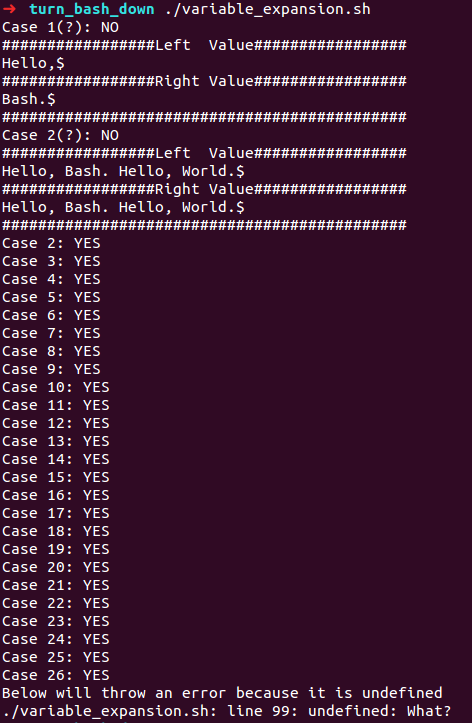 ➜  turn_bash_down ./variable_expansion.sh
Case 1(?): NO
#################Left  Value#################
Hello,$
#################Right Value#################
Bash.$
#############################################
Case 2(?): NO
#################Left  Value#################
Hello, Bash. Hello, World.$
#################Right Value#################
Hello, Bash. Hello, World.$
#############################################
Case 2: YES
Case 3: YES
Case 4: YES
Case 5: YES
Case 6: YES
Case 7: YES
Case 8: YES
Case 9: YES
Case 10: YES
Case 11: YES
Case 12: YES
Case 13: YES
Case 14: YES
Case 15: YES
Case 16: YES
Case 17: YES
Case 18: YES
Case 19: YES
Case 20: YES
Case 21: YES
Case 22: YES
Case 23: YES
Case 24: YES
Case 25: YES
Case 26: YES
Below will throw an error because it is undefined
./variable_expansion.sh: line 99: undefined: What?